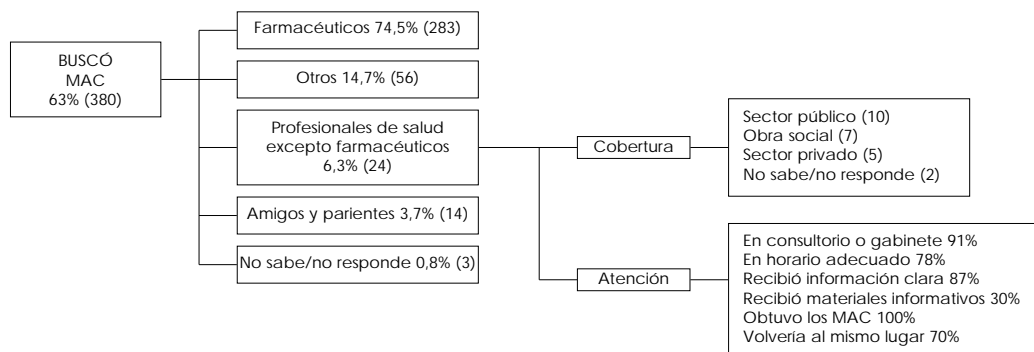 BUSCÓ
MAC
63% (380)
Farmacéuticos 74,5% (283)
Otros 14,7% (56)
Profesionales de salud
excepto farmacéuticos
6,3% (24)
Amigos y parientes 3,7% (14)
No sabe/no responde 0,8% (3)
Cobertura
Sector público (10)
Obra social (7)
Sector privado (5)
No sabe/no responde (2)
Atención
En consultorio o gabinete 91%
En horario adecuado 78%
Recibió información clara 87%
Recibió materiales informativos 30%
Obtuvo los MAC 100%
Volvería al mismo lugar 70%